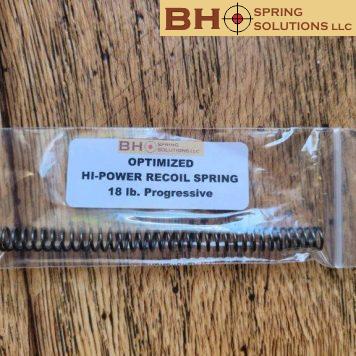 BH SPRING
SOLUTIONS LLC
BH SPRING
SOLUTIONS LLC
OPTIMIZED
HI-POWER RECOIL SPRING
18 lb. Progressive